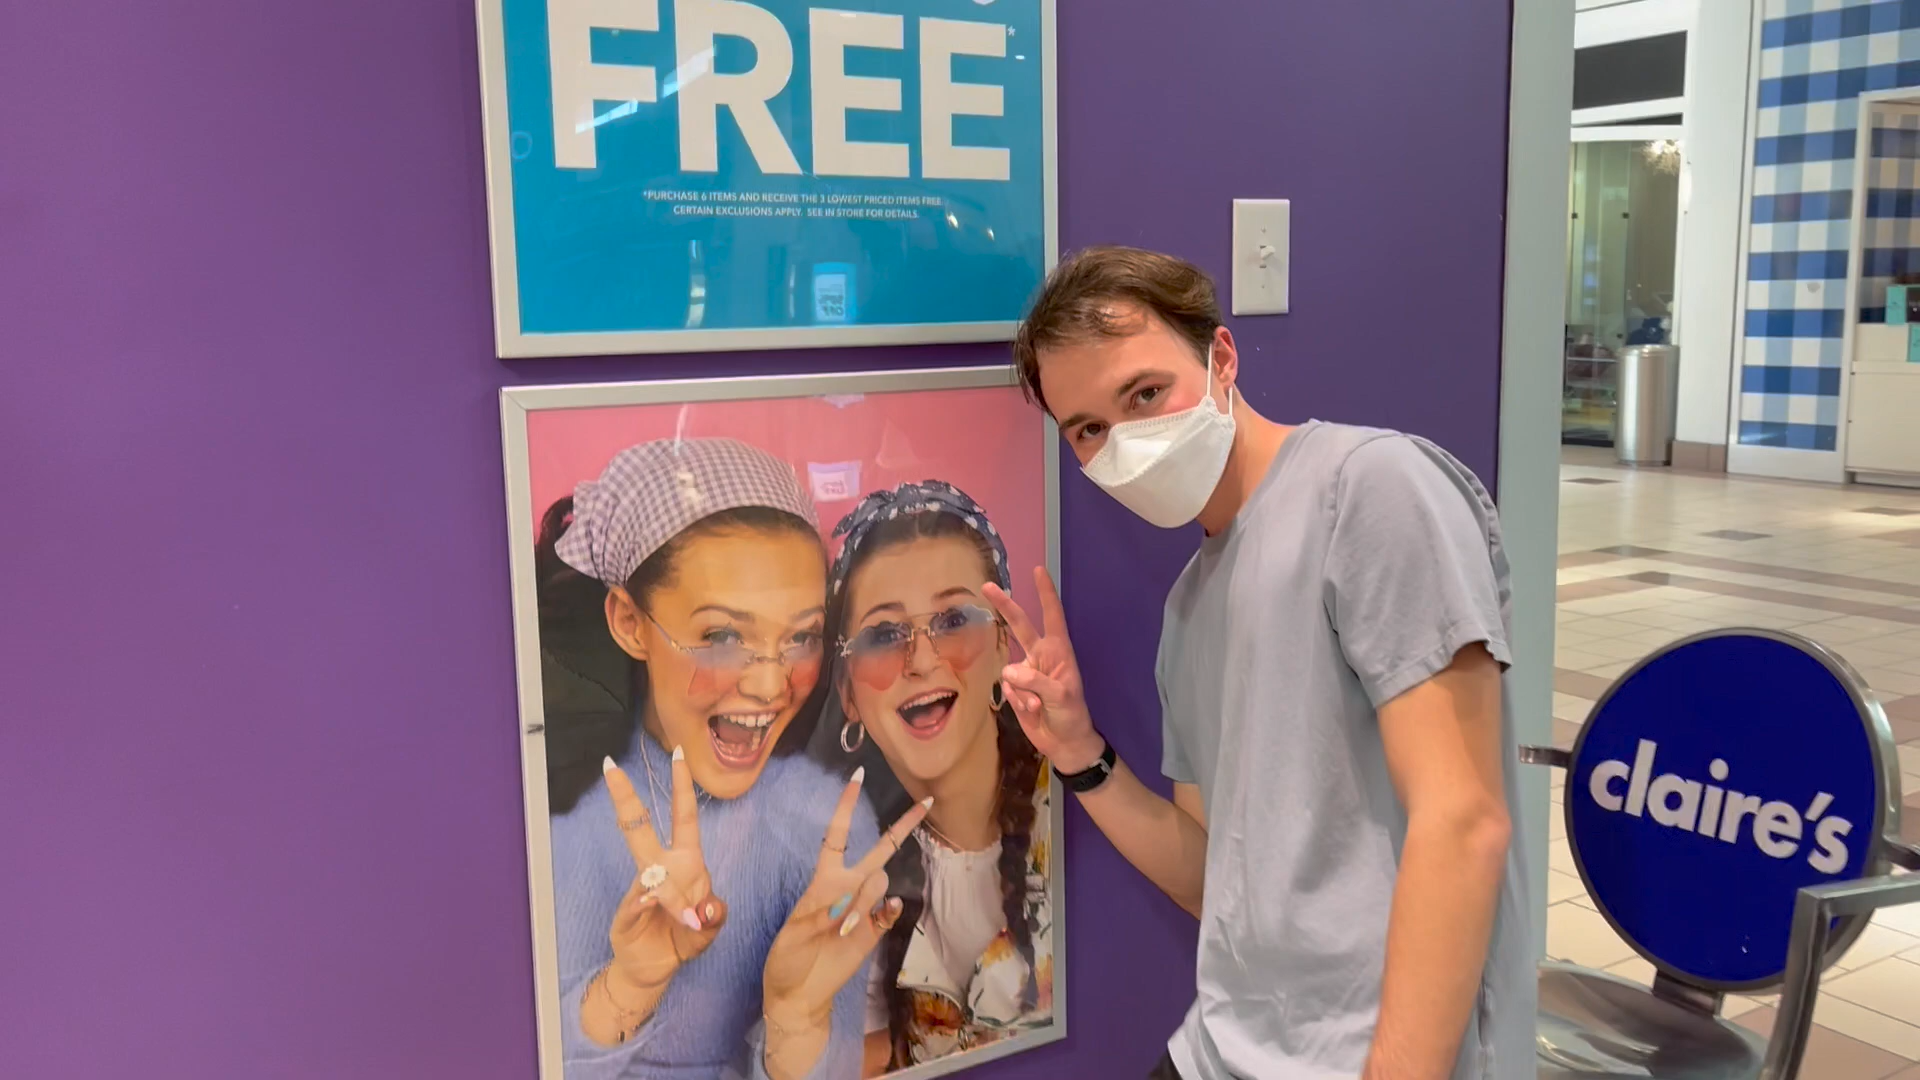 FREE*
*PURCHASE 6 ITEMS AND RECEIVE THE 3 LOWEST PRICED ITEMS FREE.
CERTAIN EXCLUSIONS APPLY. SEE IN STORE FOR DETAILS.
claire's